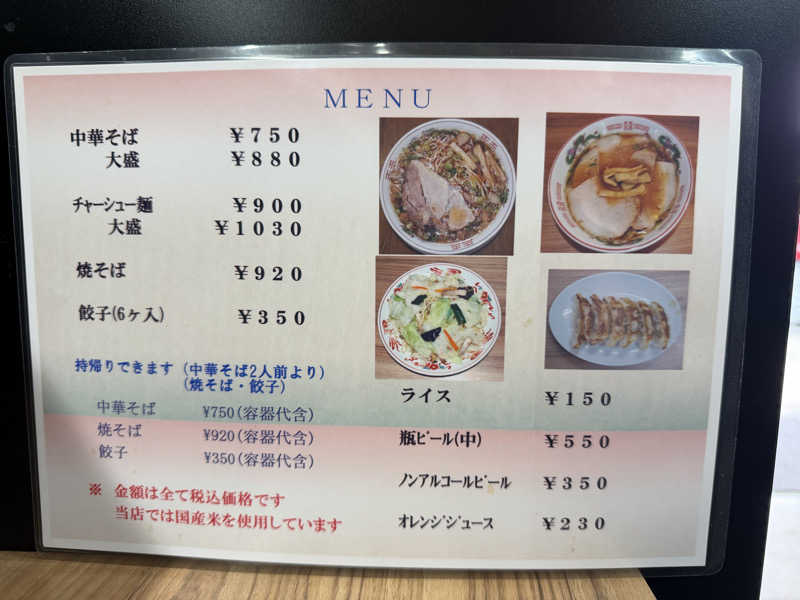 MENU
中華そば ￥750
大盛 ￥880
チャーシュー麺 ￥900
大盛 ￥1030
焼そば ￥920
餃子(6ヶ入) ￥350
持帰りできます (中華そば2人前より)
(焼そば・餃子)
中華そば ¥750(容器代含)
焼そば ¥920(容器代含)
餃子 ¥350(容器代含)
※ 金額は全て税込価格です
当店では国産米を使用しています
ライス ￥150
瓶ビール(中) ￥550
ノンアルコールビール ￥350
オレンジジュース ￥230